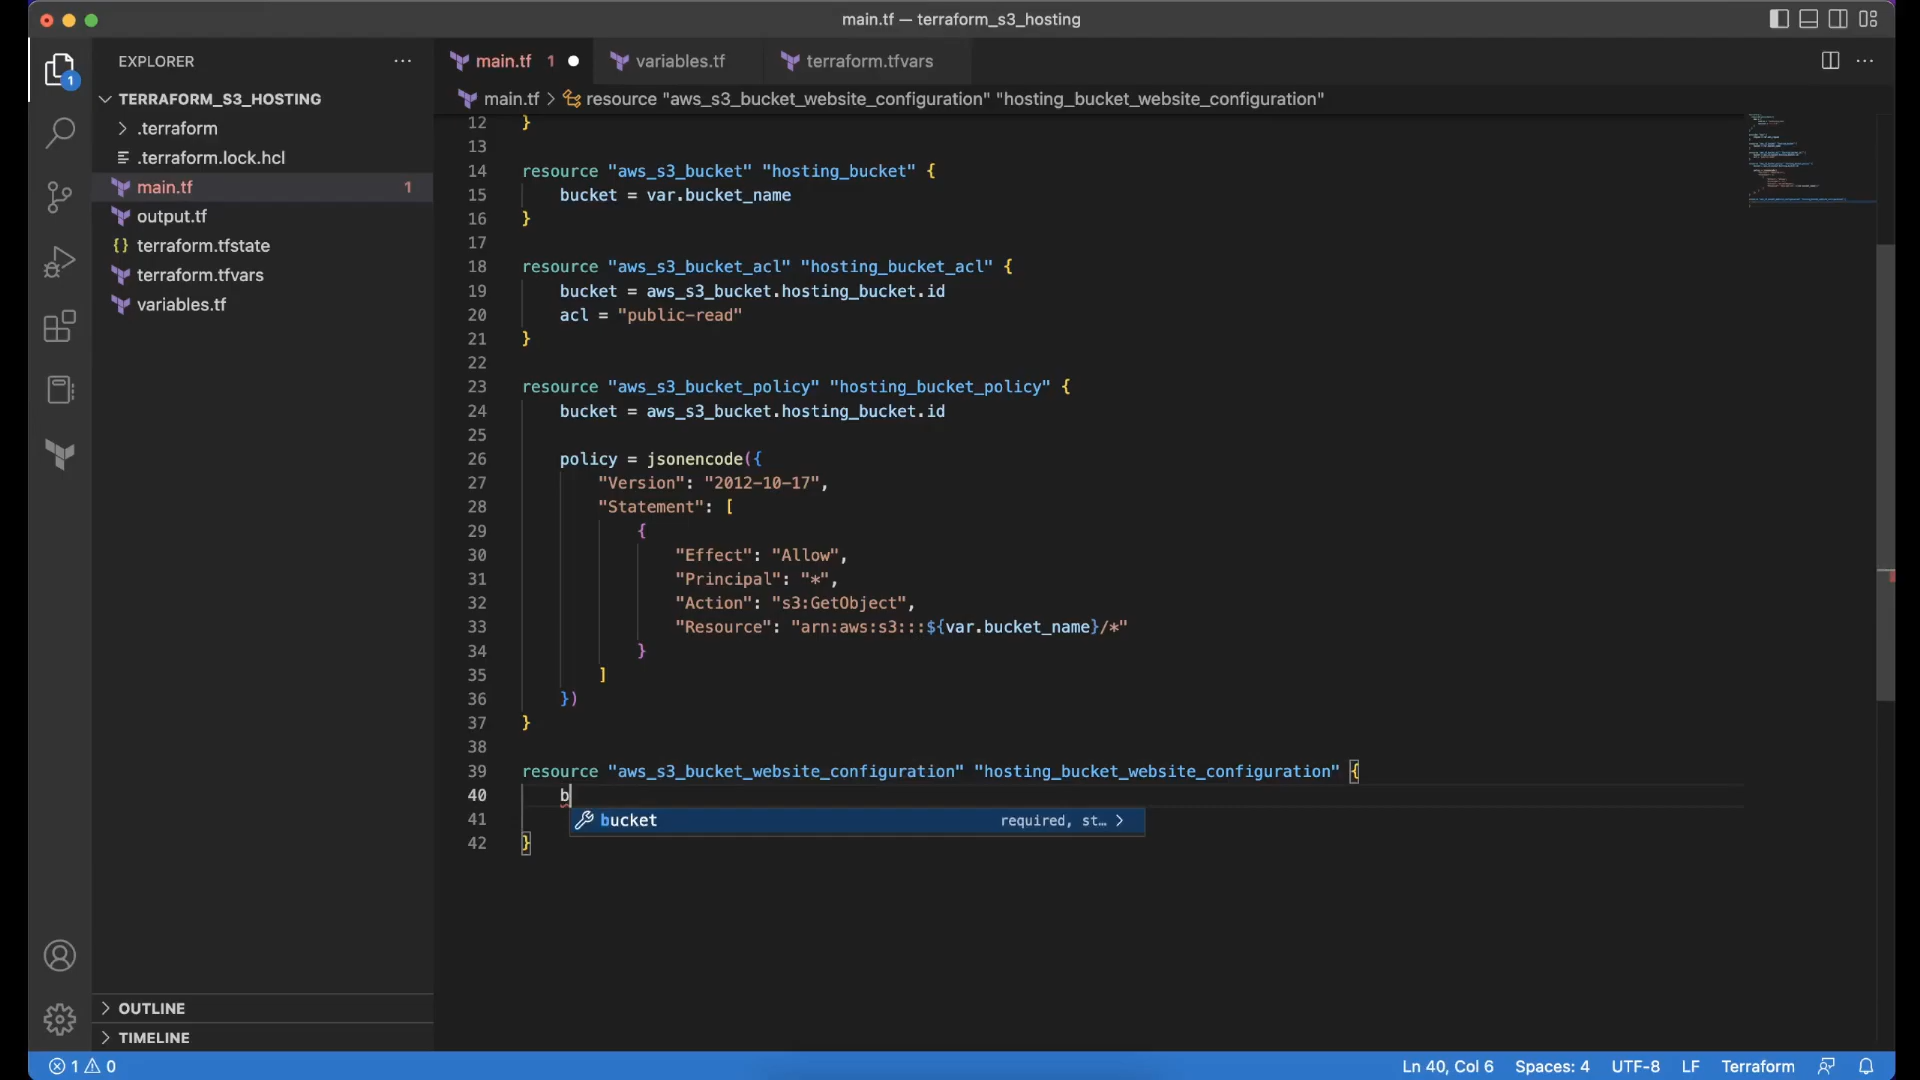 main.tf — terraform_s3_hosting
EXPLORER
main.tf 1
variables.tf
terraform.tfvars
1
TERRAFORM_S3_HOSTING
.terraform
.terraform.lock.hcl
main.tf 1
output.tf
{} terraform.tfstate
terraform.tfvars
variables.tf
OUTLINE
TIMELINE
main.tf > resource "aws_s3_bucket_website_configuration" "hosting_bucket_website_configuration"
12 }
13
14 resource "aws_s3_bucket" "hosting_bucket" {
15 bucket = var.bucket_name
16 }
17
18 resource "aws_s3_bucket_acl" "hosting_bucket_acl" {
19 bucket = aws_s3_bucket.hosting_bucket.id
20 acl = "public-read"
21 }
22
23 resource "aws_s3_bucket_policy" "hosting_bucket_policy" {
24 bucket = aws_s3_bucket.hosting_bucket.id
25
26 policy = jsonencode({
27 "Version": "2012-10-17",
28 "Statement": [
29 {
30 "Effect": "Allow",
31 "Principal": "*",
32 "Action": "s3:GetObject",
33 "Resource": "arn:aws:s3:::${var.bucket_name}/*"
34 }
35 ]
36 })
37 }
38
39 resource "aws_s3_bucket_website_configuration" "hosting_bucket_website_configuration" {
40 b
41 bucket required, st… >
42 }
1 0
Ln 40, Col 6 Spaces: 4 UTF-8 LF Terraform